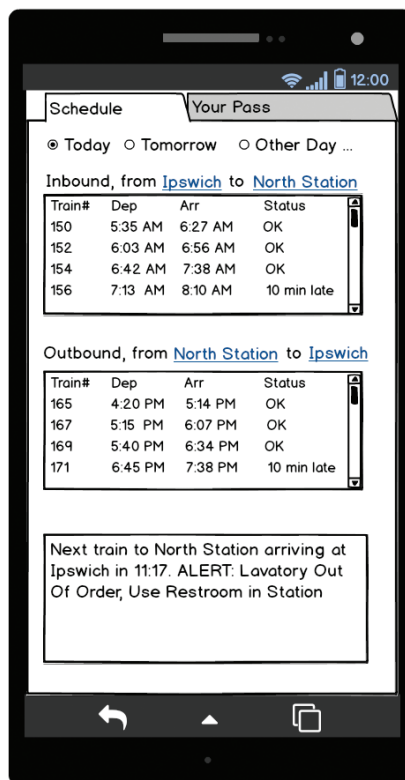 12:00
Schedule Your Pass
Today Tomorrow Other Day ...
Inbound, from Ipswich to North Station
Train# Dep Arr Status
150 5:35 AM 6:27 AM OK
152 6:03 AM 6:56 AM OK
154 6:42 AM 7:38 AM OK
156 7:13 AM 8:10 AM 10 min late
Outbound, from North Station to Ipswich
Train# Dep Arr Status
165 4:20 PM 5:14 PM OK
167 5:15 PM 6:07 PM OK
169 5:40 PM 6:34 PM OK
171 6:45 PM 7:38 PM 10 min late
Next train to North Station arriving at
Ipswich in 11:17. ALERT: Lavatory Out
Of Order, Use Restroom in Station